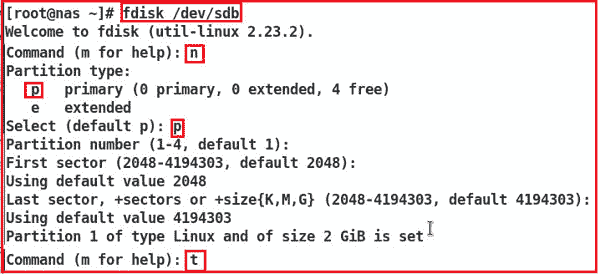 [root@nas ~]# fdisk /dev/sdb
Welcome to fdisk (util-linux 2.23.2).
Command (m for help): n
Partition type:
   p   primary (0 primary, 0 extended, 4 free)
   e   extended
Select (default p): p
Partition number (1-4, default 1):
First sector (2048-4194303, default 2048):
Using default value 2048
Last sector, +sectors or +size{K,M,G} (2048-4194303, default 4194303):
Using default value 4194303
Partition 1 of type Linux and of size 2 GiB is set
Command (m for help): t